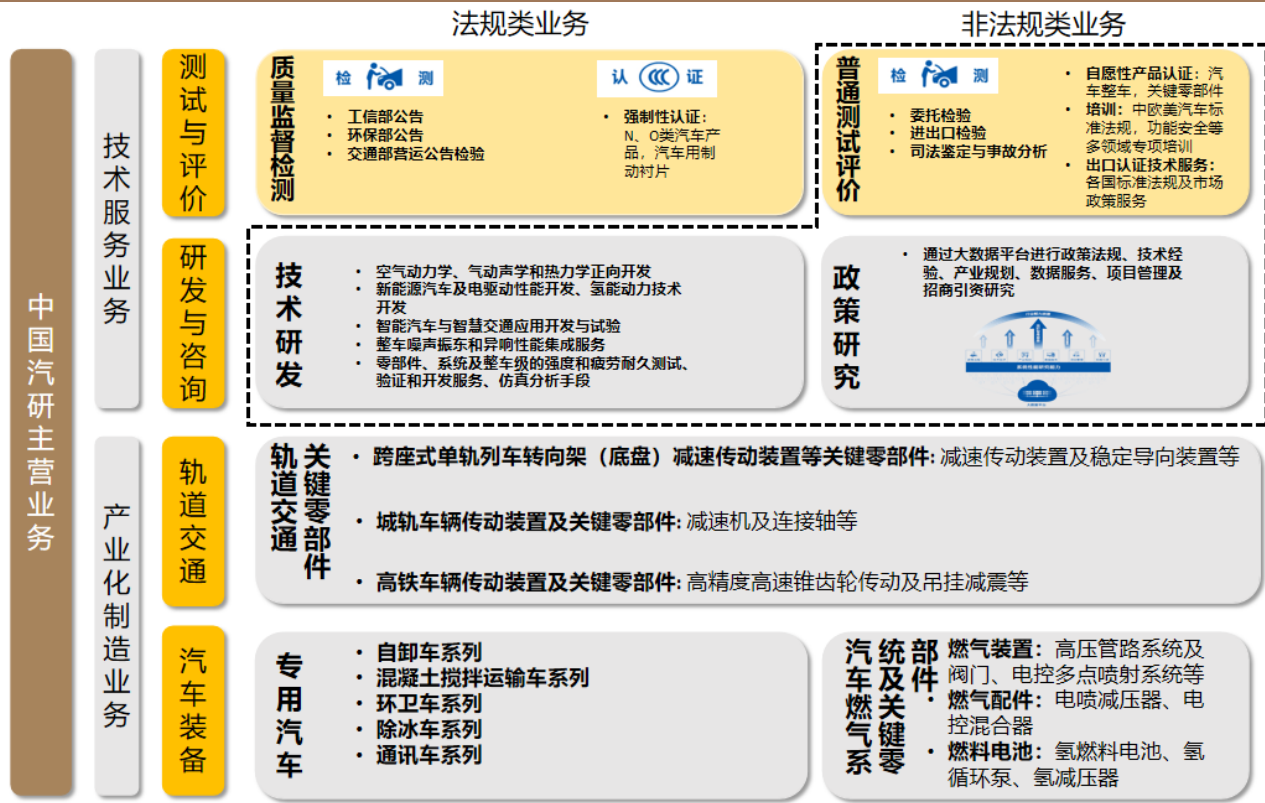 法规类业务
非法规类业务
中国汽研主营业务
技术服务业务
测试与评价
质量监督检测
检 测
工信部公告
环保部公告
交通部营运公告检验
认 CCC 证
强制性认证：
N、O类汽车产
品，汽车用制
动衬片
普通测试评价
检 测
委托检验
进出口检验
司法鉴定与事故分析
自愿性产品认证：汽
车整车，关键零部件
培训：中欧美汽车标
准法规，功能安全等
多领域专项培训
出口认证技术服务：
各国标准法规及市场
政策服务
研发与咨询
技术研发
空气动力学、气动声学和热力学正向开发
新能源汽车及电驱动性能开发、氢能动力技术
开发
智能汽车与智慧交通应用开发与试验
整车噪声振东和异响性能集成服务
零部件、系统及整车级的强度和疲劳耐久测试、
验证和开发服务、仿真分析手段
政策研究
通过大数据平台进行政策法规、技术经
验、产业规划、数据服务、项目管理及
招商引资研究
产业化制造业务
轨道交通
轨道交通
关键零部件
跨座式单轨列车转向架（底盘）减速传动装置等关键零部件: 减速传动装置及稳定导向装置等
城轨车辆传动装置及关键零部件: 减速机及连接轴等
高铁车辆传动装置及关键零部件: 高精度高速锥齿轮传动及吊挂减震等
汽车装备
专用汽车
自卸车系列
混凝土搅拌运输车系列
环卫车系列
除冰车系列
通讯车系列
汽车燃气系
统及关键零
部件
燃气装置：高压管路系统及
阀门、电控多点喷射系统等
燃气配件：电喷减压器、电
控混合器
燃料电池：氢燃料电池、氢
循环泵、氢减压器